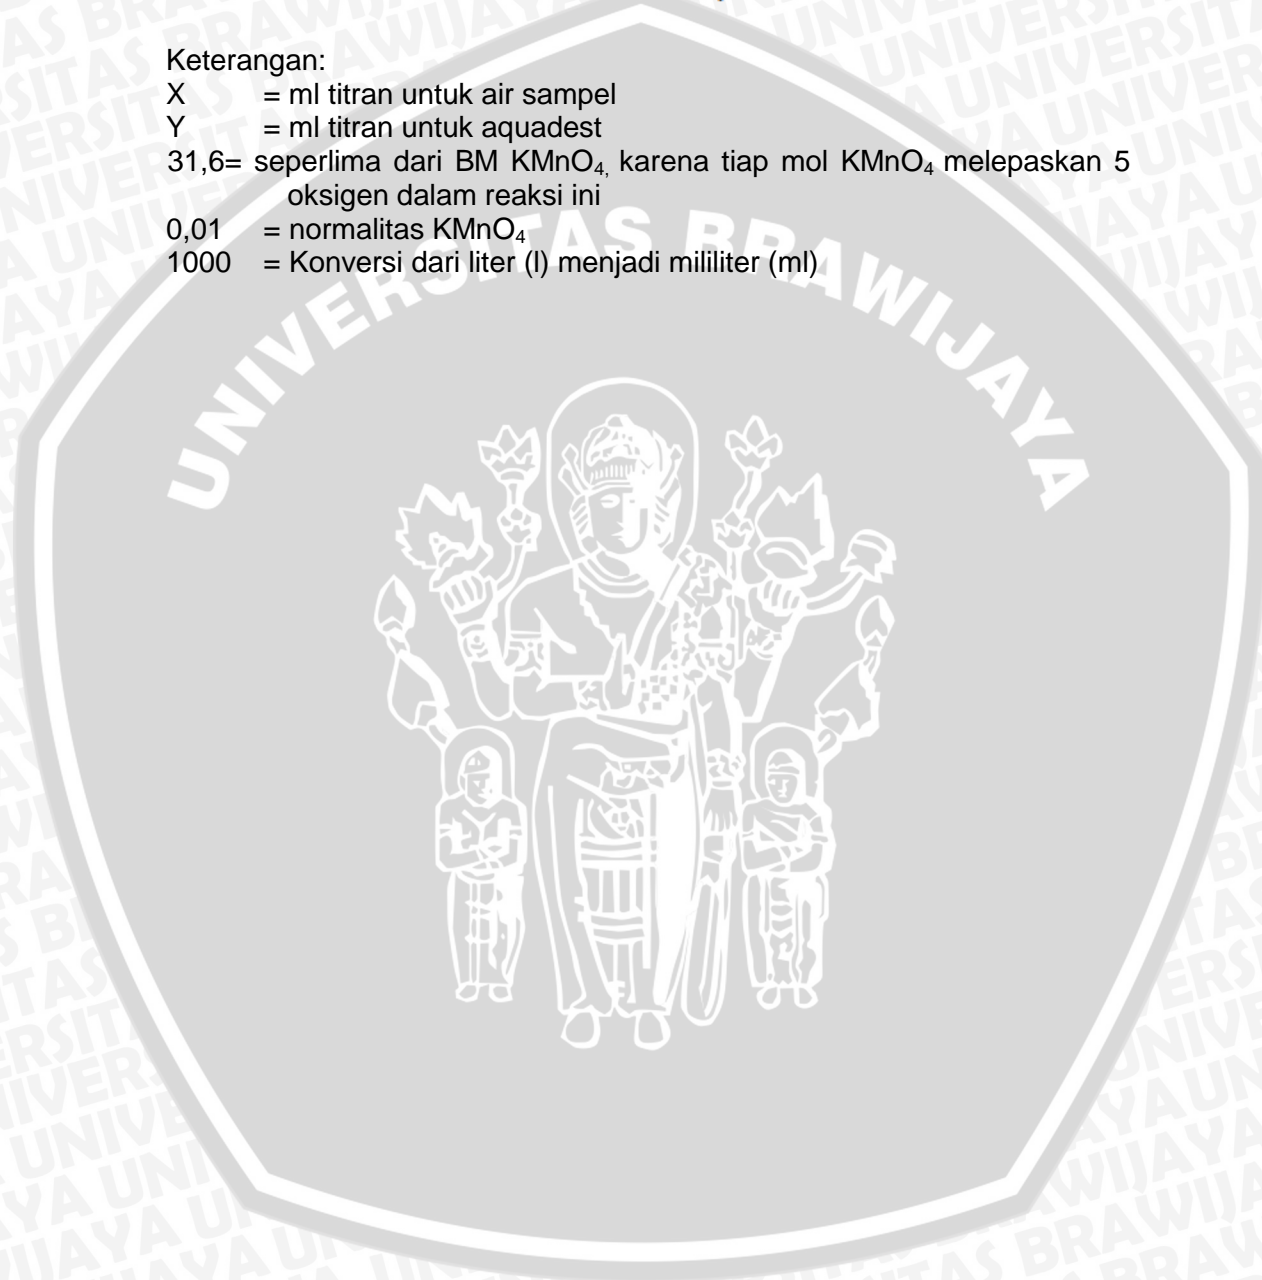 Keterangan:
X = ml titran untuk air sampel
Y = ml titran untuk aquadest
31,6= seperlima dari BM KMnO₄, karena tiap mol KMnO₄ melepaskan 5
oksigen dalam reaksi ini
0,01 = normalitas KMnO₄
1000 = Konversi dari liter (l) menjadi mililiter (ml)
UNIVERSITAS BRAWIJAYA